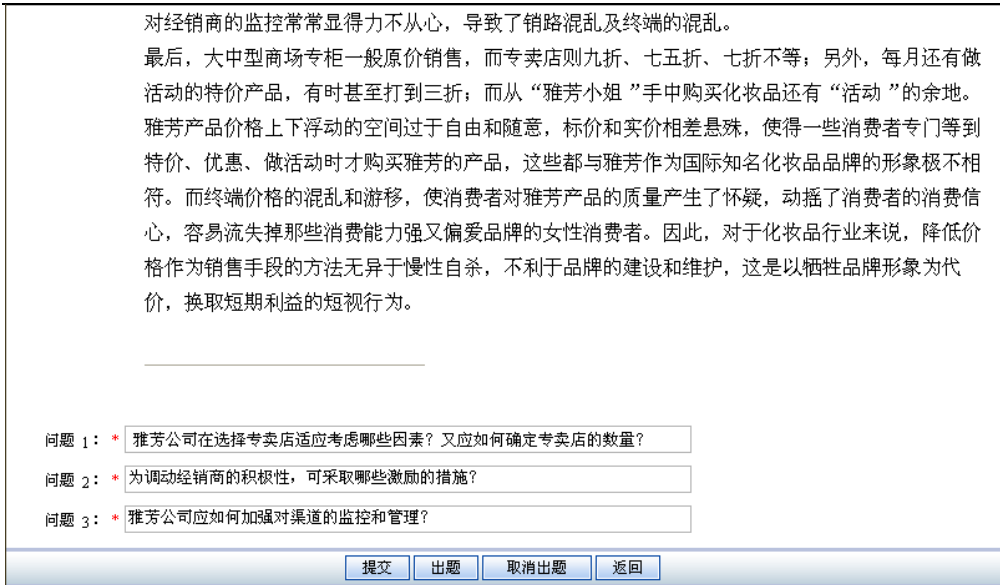 对经销商的监控常常显得力不从心，导致了销路混乱及终端的混乱。
最后，大中型商场专柜一般原价销售，而专卖店则九折、七五折、七折不等；另外，每月还有做
活动的特价产品，有时甚至打到三折；而从“雅芳小姐”手中购买化妆品还有“活动”的余地。
雅芳产品价格上下浮动的空间过于自由和随意，标价和实价相差悬殊，使得一些消费者专门等到
特价、优惠、做活动时才购买雅芳的产品，这些都与雅芳作为国际知名化妆品品牌的形象极不相
符。而终端价格的混乱和游移，使消费者对雅芳产品的质量产生了怀疑，动摇了消费者的消费信
心，容易流失掉那些消费能力强又偏爱品牌的女性消费者。因此，对于化妆品行业来说，降低价
格作为销售手段的方法无异于慢性自杀，不利于品牌的建设和维护，这是以牺牲品牌形象为代
价，换取短期利益的短视行为。
问题 1： * 雅芳公司在选择专卖店适应考虑哪些因素？又应如何确定专卖店的数量？
问题 2： * 为调动经销商的积极性，可采取哪些激励的措施？
问题 3： * 雅芳公司应如何加强对渠道的监控和管理？
提交 出题 取消出题 返回